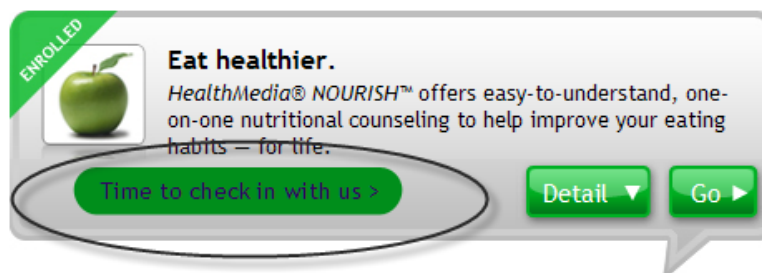 ENROLLED
Eat healthier.
HealthMedia® NOURISH™ offers easy-to-understand, one-
on-one nutritional counseling to help improve your eating
habits — for life.
Time to check in with us >
Detail ▼
Go ►